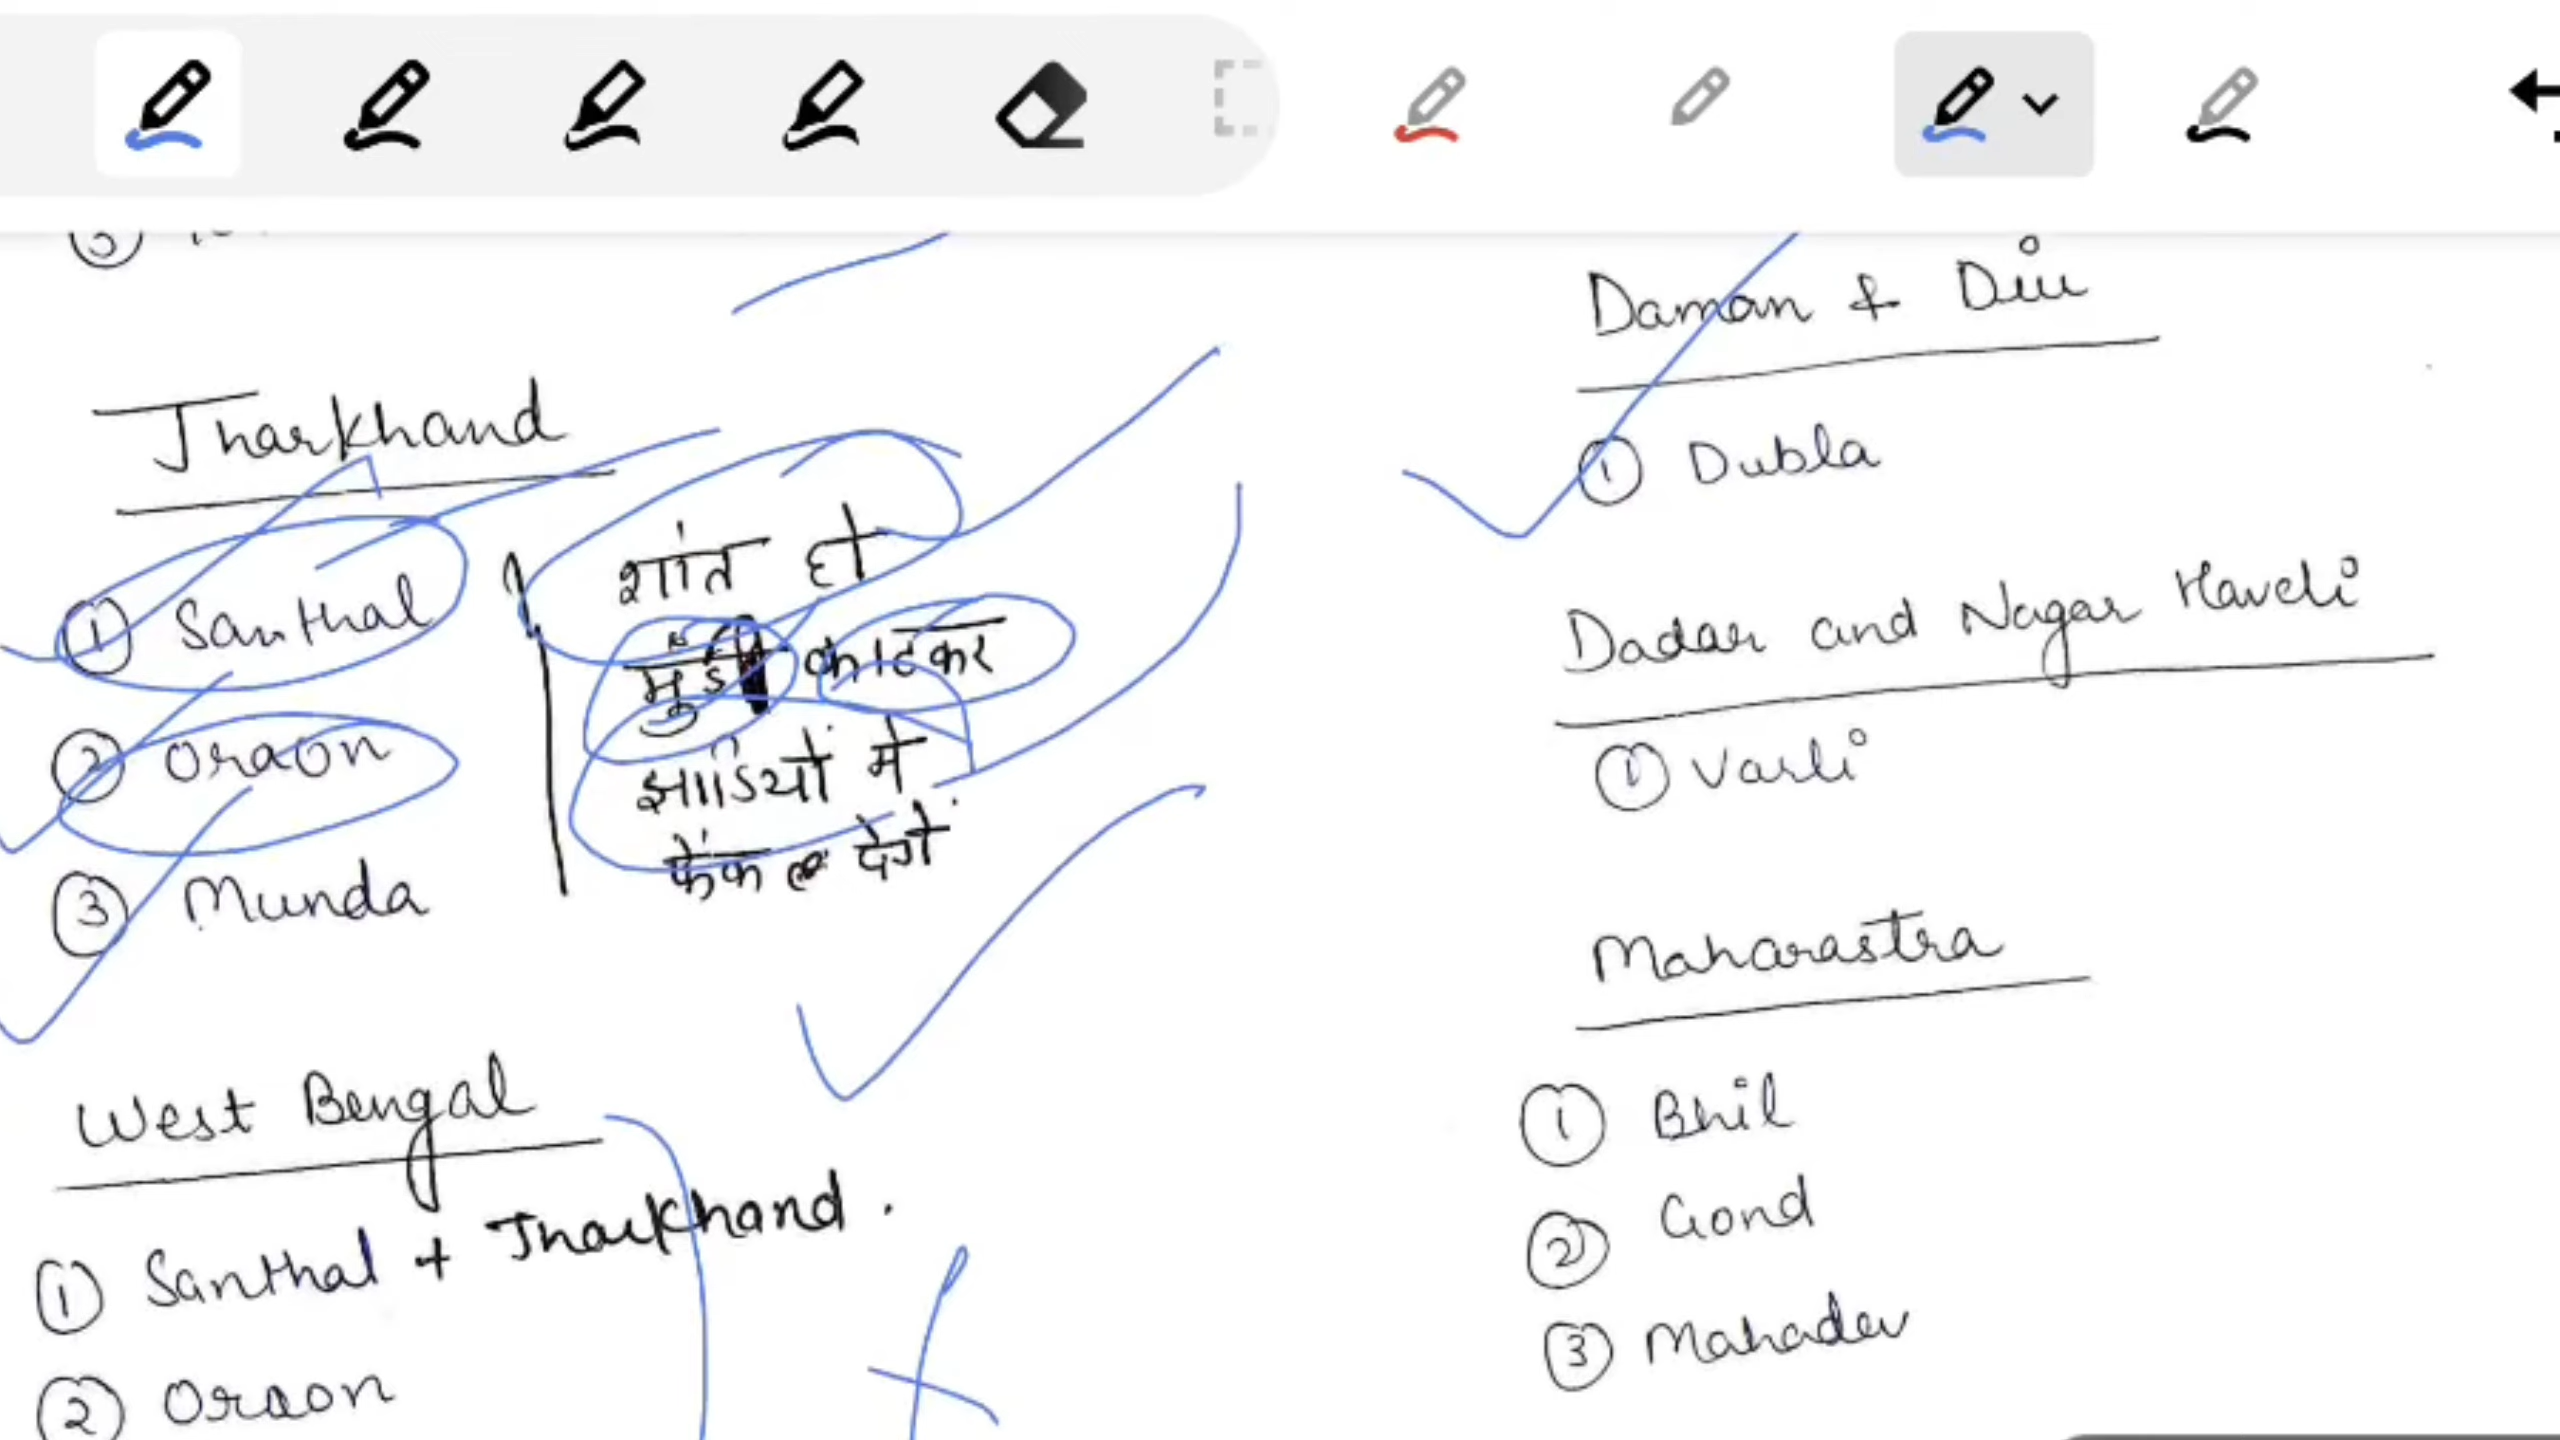 ③
Jharkhand
① Santhal
② Oraon
③ Munda
शांत हो
मुंडी काटकर
झाड़ियों में
फेंक देगें
West Bengal
① Santhal + Jharkhand.
② Oraon
Daman & Diu
① Dubla
Dadar and Nagar Haveli
① Varli
Maharastra
① Bhil
② Gond
③ Mahadev